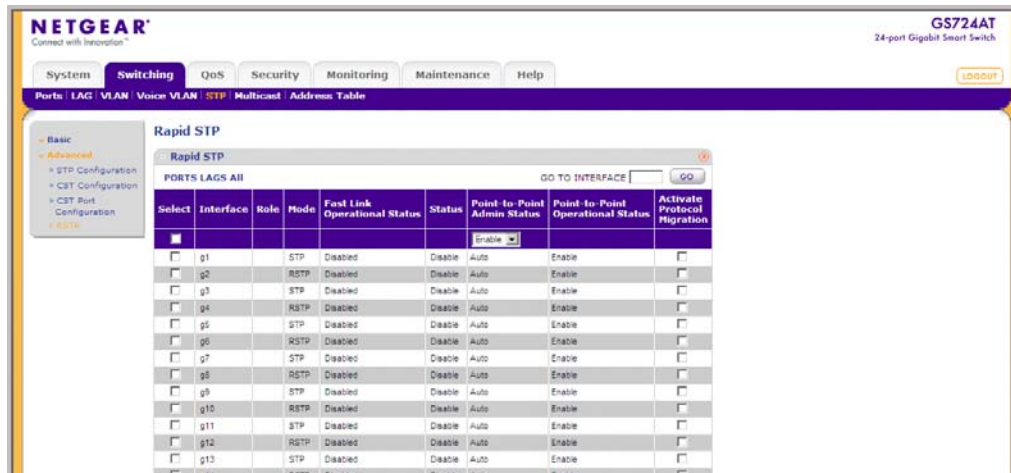 NETGEAR
Connect with Innovation™
GS724AT
24-port Gigabit Smart Switch
System Switching QoS Security Monitoring Maintenance Help
LOGOUT
Ports LAG VLAN Voice VLAN STP Multicast Address Table
Basic
Advanced
STP Configuration
CST Configuration
CST Port
Configuration
RSTP
Rapid STP
Rapid STP
PORTS LAGS All GO TO INTERFACE GO
Select Interface Role Mode Fast Link Operational Status Status Point-to-Point Admin Status Point-to-Point Operational Status Activate Protocol Migration
Enable
g1 STP Disabled Disable Auto Enable
g2 RSTP Disabled Disable Auto Enable
g3 STP Disabled Disable Auto Enable
g4 RSTP Disabled Disable Auto Enable
g5 STP Disabled Disable Auto Enable
g6 RSTP Disabled Disable Auto Enable
g7 STP Disabled Disable Auto Enable
g8 RSTP Disabled Disable Auto Enable
g9 STP Disabled Disable Auto Enable
g10 RSTP Disabled Disable Auto Enable
g11 STP Disabled Disable Auto Enable
g12 RSTP Disabled Disable Auto Enable
g13 STP Disabled Disable Auto Enable